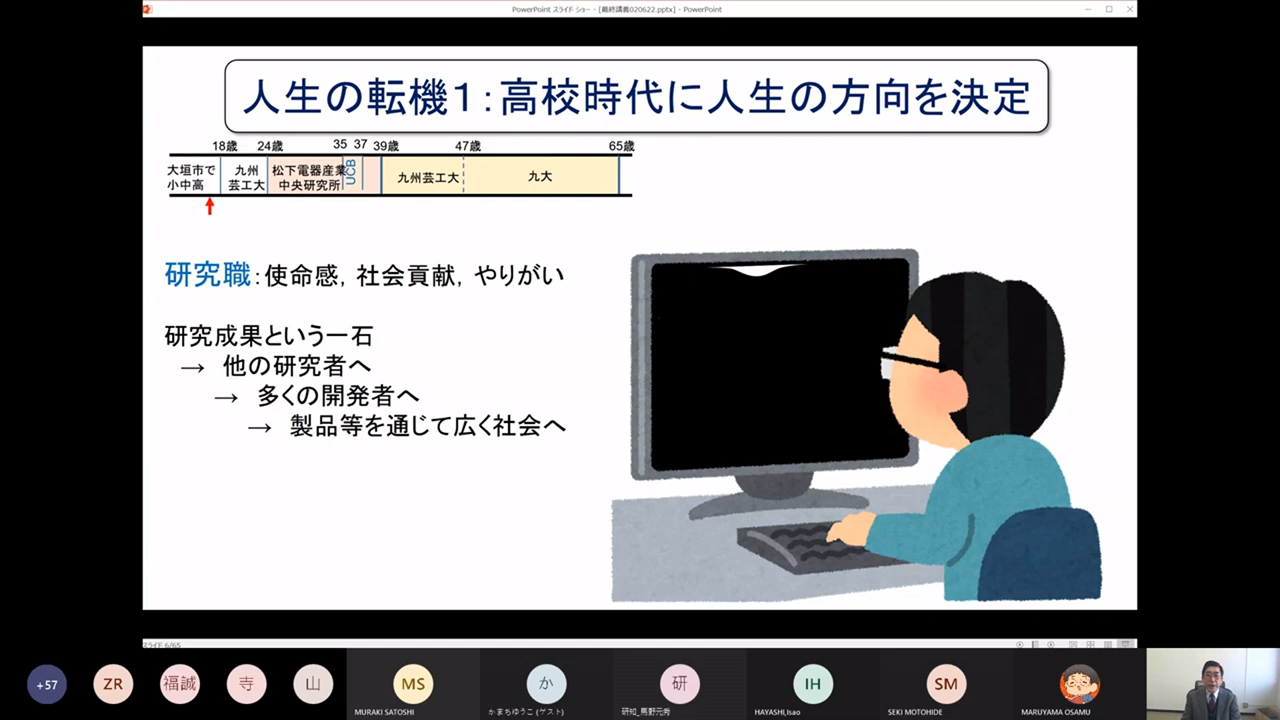 PowerPoint スライド ショー - [最終講義020622.pptx] - PowerPoint
人生の転機1：高校時代に人生の方向を決定
18歳 24歳 35 37 39歳 47歳 65歳
大垣市で
小中高
九州
芸工大
松下電器産業
中央研究所
UCB
九州芸工大
九大
研究職：使命感，社会貢献，やりがい
研究成果という一石
→ 他の研究者へ
→ 多くの開発者へ
→ 製品等を通じて広く社会へ
スライド 6/65
+57
ZR
福誠
寺
山
MS
か
研
IH
SM
MURAKI SATOSHI
かまちゆうこ (ゲスト)
研知_馬野元秀
HAYASHI,Isao
SEKI MOTOHIDE
MARUYAMA OSAMU